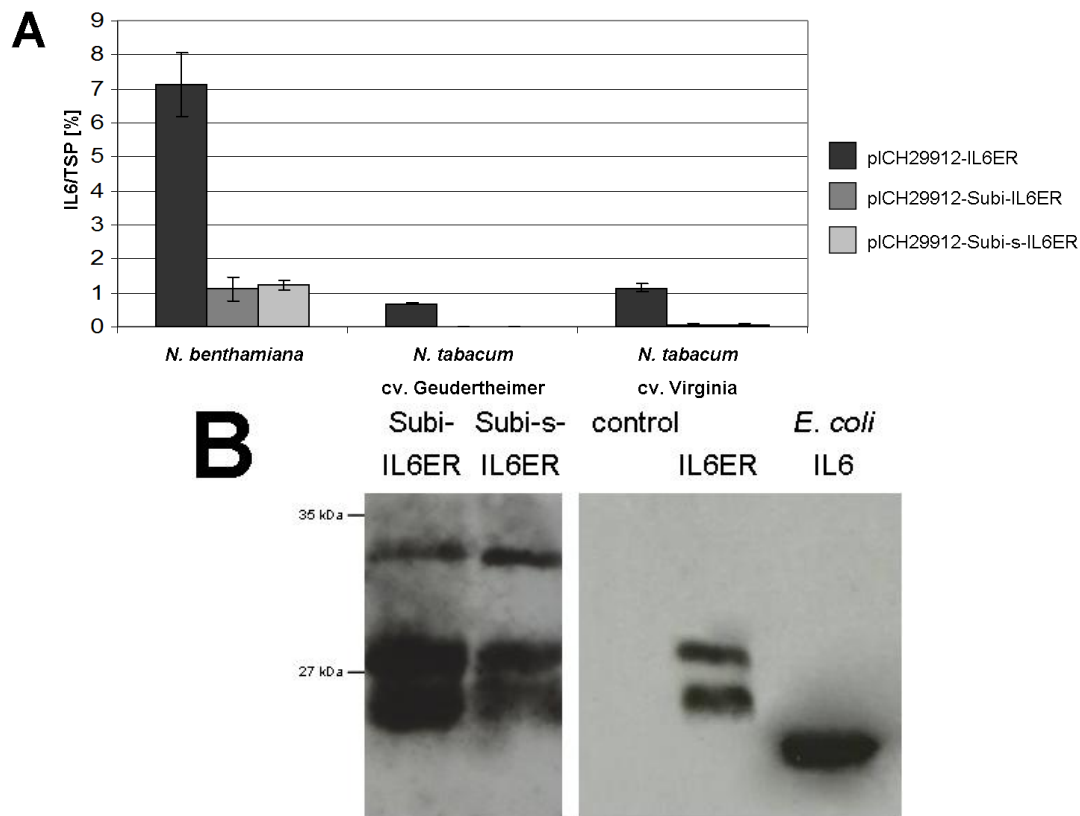 A
9
8
7
6
5
4
3
2
1
0
IL6/TSP [%]
pICH29912-IL6ER
pICH29912-Subi-IL6ER
pICH29912-Subi-s-IL6ER
N. benthamiana
N. tabacum
cv. Geudertheimer
N. tabacum
cv. Virginia
B
Subi-
IL6ER
Subi-s-
IL6ER
control
IL6ER
E. coli
IL6
35 kDa
27 kDa